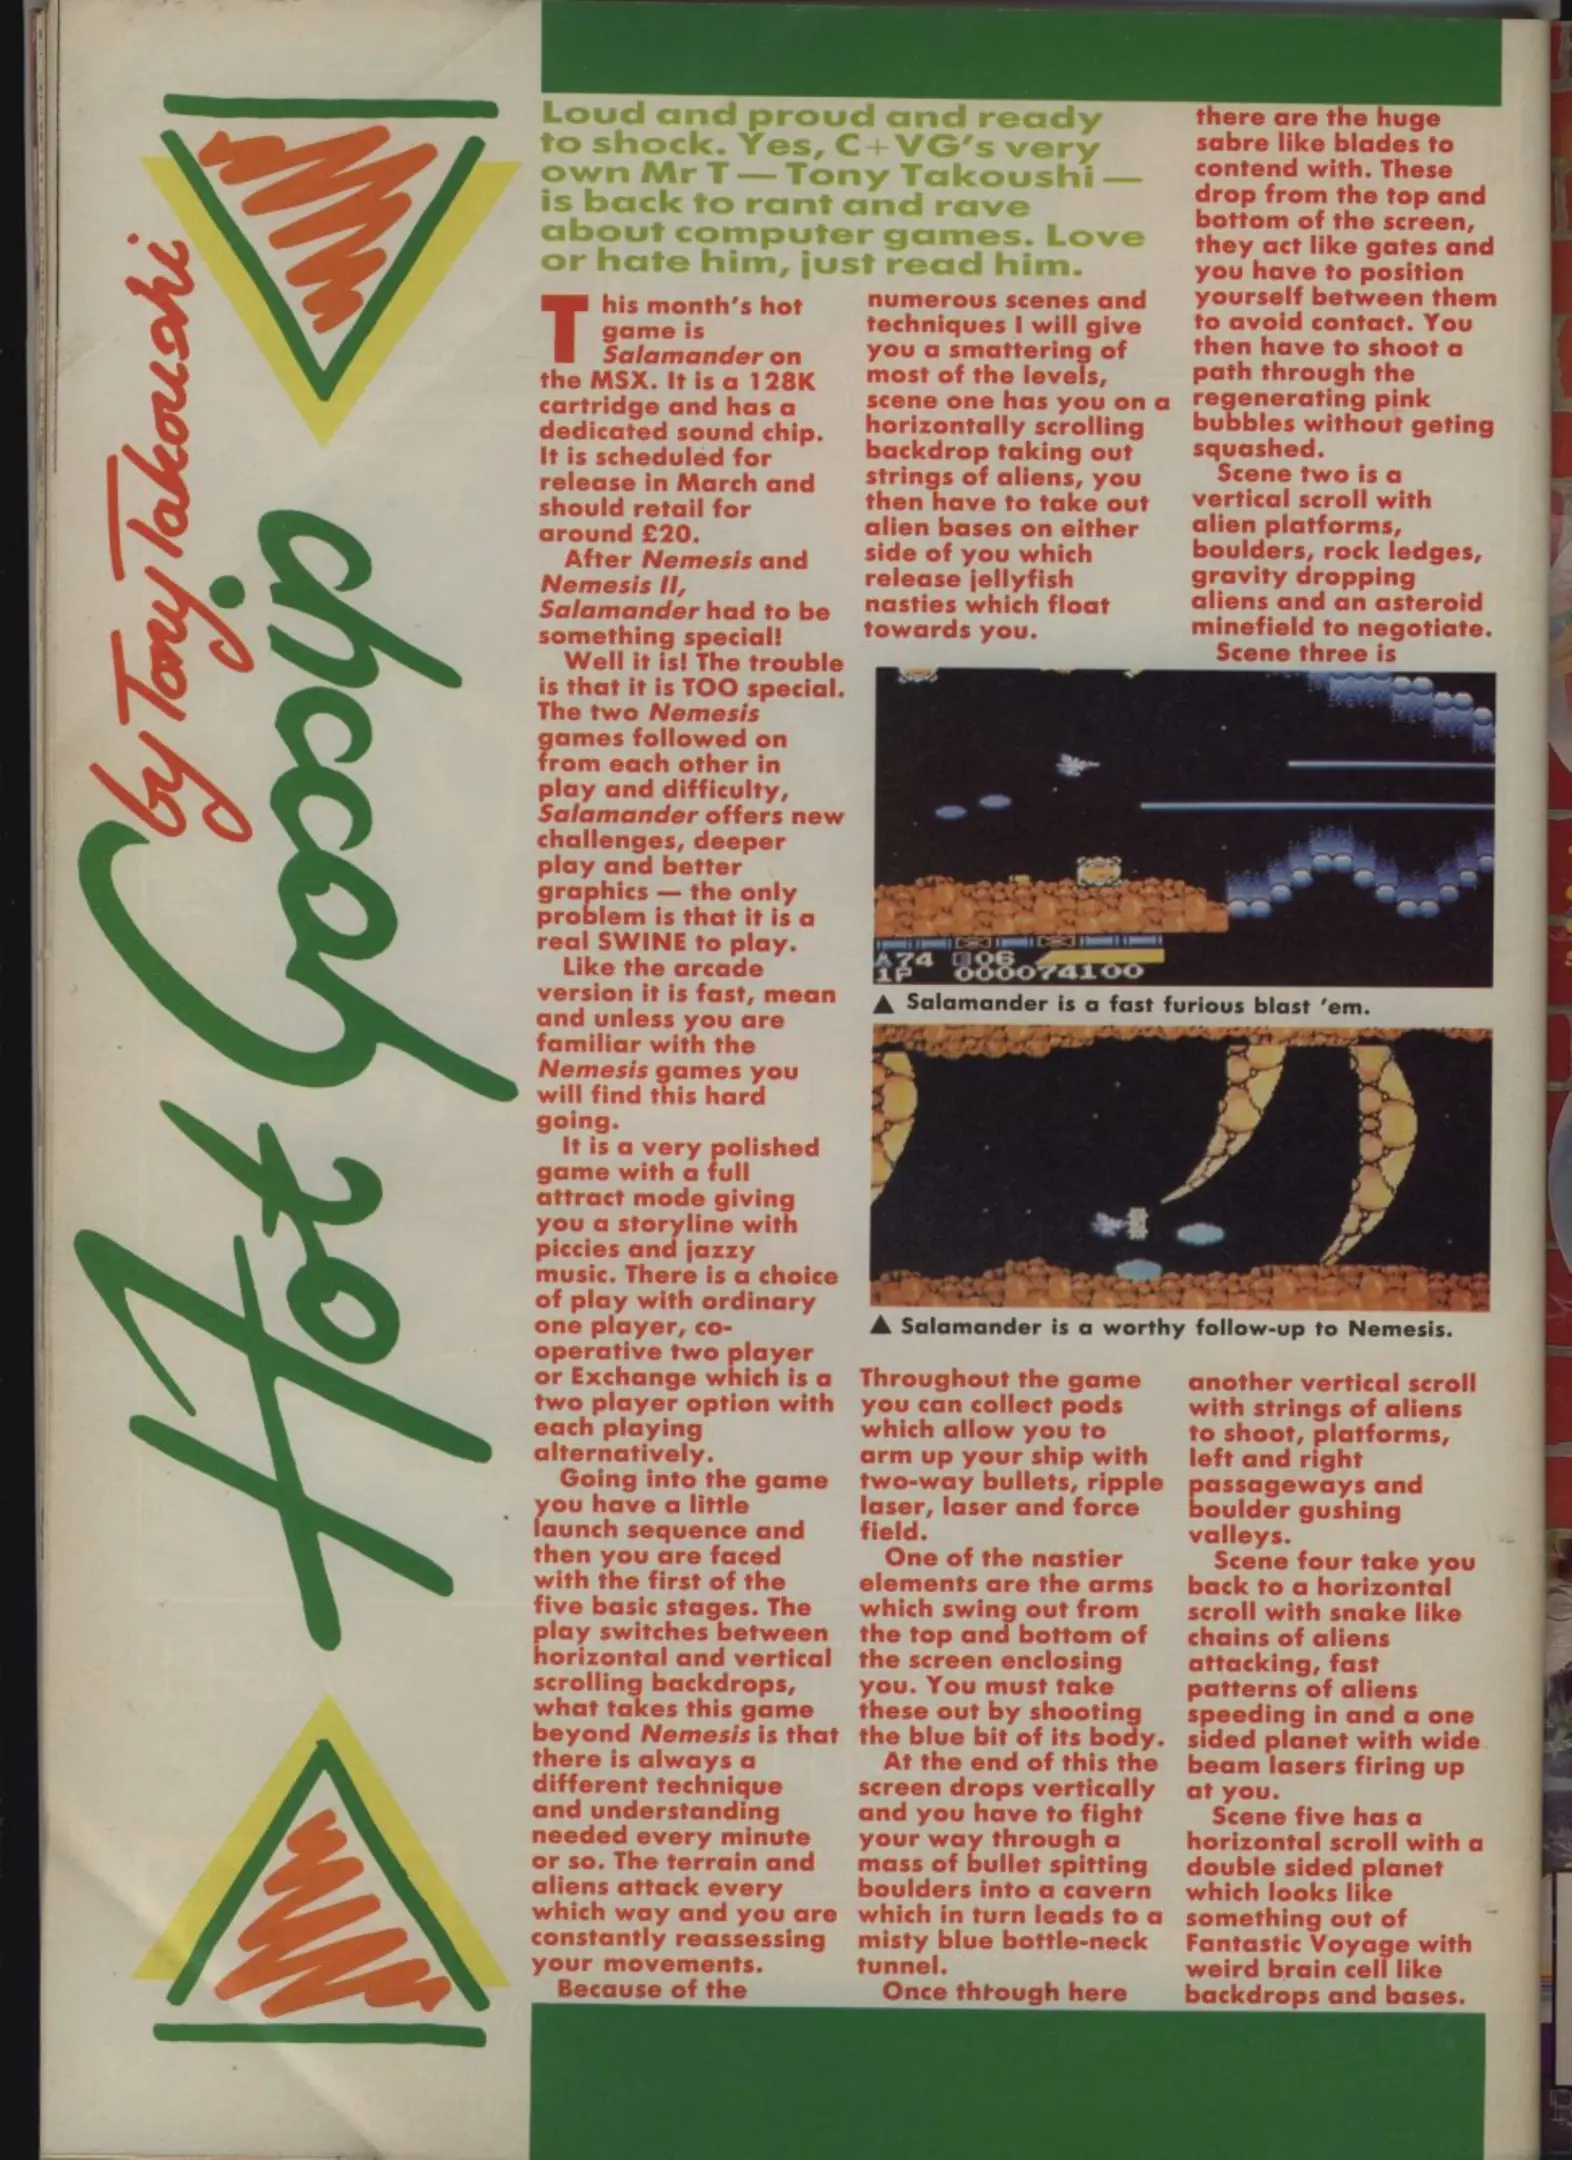 Hot Gossip
by Tony Takoushi
Loud and proud and ready
to shock. Yes, C+VG's very
own Mr T — Tony Takoushi —
is back to rant and rave
about computer games. Love
or hate him, just read him.
This month's hot
game is
Salamander on
the MSX. It is a 128K
cartridge and has a
dedicated sound chip.
It is scheduled for
release in March and
should retail for
around £20.
After Nemesis and
Nemesis II,
Salamander had to be
something special!
Well it is! The trouble
is that it is TOO special.
The two Nemesis
games followed on
from each other in
play and difficulty,
Salamander offers new
challenges, deeper
play and better
graphics — the only
problem is that it is a
real SWINE to play.
Like the arcade
version it is fast, mean
and unless you are
familiar with the
Nemesis games you
will find this hard
going.
It is a very polished
game with a full
attract mode giving
you a storyline with
piccies and jazzy
music. There is a choice
of play with ordinary
one player, co-
operative two player
or Exchange which is a
two player option with
each playing
alternatively.
Going into the game
you have a little
launch sequence and
then you are faced
with the first of the
five basic stages. The
play switches between
horizontal and vertical
scrolling backdrops,
what takes this game
beyond Nemesis is that
there is always a
different technique
and understanding
needed every minute
or so. The terrain and
aliens attack every
which way and you are
constantly reassessing
your movements.
Because of the
numerous scenes and
techniques I will give
you a smattering of
most of the levels,
scene one has you on a
horizontally scrolling
backdrop taking out
strings of aliens, you
then have to take out
alien bases on either
side of you which
release jellyfish
nasties which float
towards you.
Throughout the game
you can collect pods
which allow you to
arm up your ship with
two-way bullets, ripple
laser, laser and force
field.
One of the nastier
elements are the arms
which swing out from
the top and bottom of
the screen enclosing
you. You must take
these out by shooting
the blue bit of its body.
At the end of this the
screen drops vertically
and you have to fight
your way through a
mass of bullet spitting
boulders into a cavern
which in turn leads to a
misty blue bottle-neck
tunnel.
Once through here
there are the huge
sabre like blades to
contend with. These
drop from the top and
bottom of the screen,
they act like gates and
you have to position
yourself between them
to avoid contact. You
then have to shoot a
path through the
regenerating pink
bubbles without geting
squashed.
Scene two is a
vertical scroll with
alien platforms,
boulders, rock ledges,
gravity dropping
aliens and an asteroid
minefield to negotiate.
Scene three is
another vertical scroll
with strings of aliens
to shoot, platforms,
left and right
passageways and
boulder gushing
valleys.
Scene four take you
back to a horizontal
scroll with snake like
chains of aliens
attacking, fast
patterns of aliens
speeding in and a one
sided planet with wide
beam lasers firing up
at you.
Scene five has a
horizontal scroll with a
double sided planet
which looks like
something out of
Fantastic Voyage with
weird brain cell like
backdrops and bases.
74 06
1P 000074100
▲ Salamander is a fast furious blast 'em.
▲ Salamander is a worthy follow-up to Nemesis.